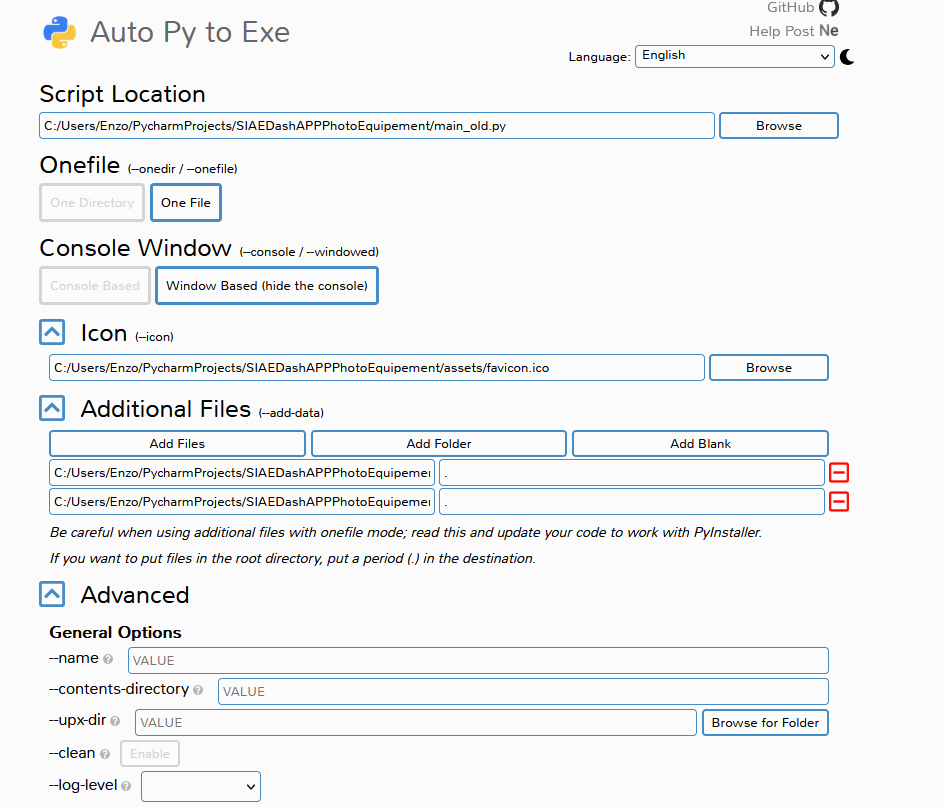 GitHub
Auto Py to Exe
Help Post Ne
Language: English
Script Location
C:/Users/Enzo/PycharmProjects/SIAEDashAPPPhotoEquipement/main_old.py Browse
Onefile (--onedir / --onefile)
One Directory One File
Console Window (--console / --windowed)
Console Based Window Based (hide the console)
Icon (--icon)
C:/Users/Enzo/PycharmProjects/SIAEDashAPPPhotoEquipement/assets/favicon.ico Browse
Additional Files (--add-data)
Add Files Add Folder Add Blank
C:/Users/Enzo/PycharmProjects/SIAEDashAPPPhotoEquipemei .
C:/Users/Enzo/PycharmProjects/SIAEDashAPPPhotoEquipemei .
Be careful when using additional files with onefile mode; read this and update your code to work with PyInstaller.
If you want to put files in the root directory, put a period (.) in the destination.
Advanced
General Options
--name VALUE
--contents-directory VALUE
--upx-dir VALUE Browse for Folder
--clean Enable
--log-level